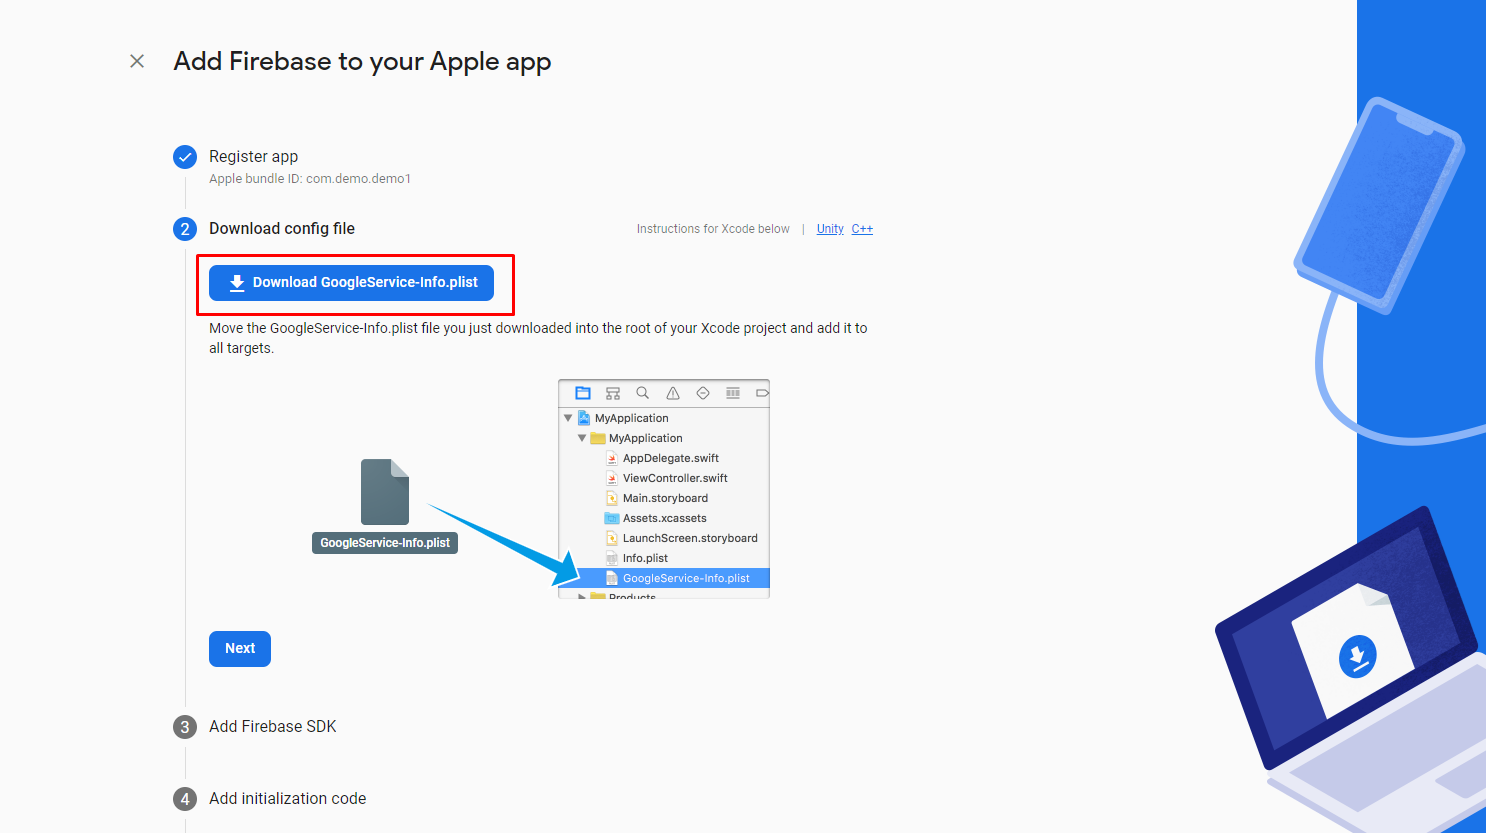 Add Firebase to your Apple app
Register app
Apple bundle ID: com.demo.demo1
2 Download config file
Instructions for Xcode below | Unity C++
Download GoogleService-Info.plist
Move the GoogleService-Info.plist file you just downloaded into the root of your Xcode project and add it to
all targets.
MyApplication
MyApplication
AppDelegate.swift
ViewController.swift
Main.storyboard
Assets.xcassets
LaunchScreen.storyboard
Info.plist
GoogleService-Info.plist
Products
GoogleService-Info.plist
Next
3 Add Firebase SDK
4 Add initialization code